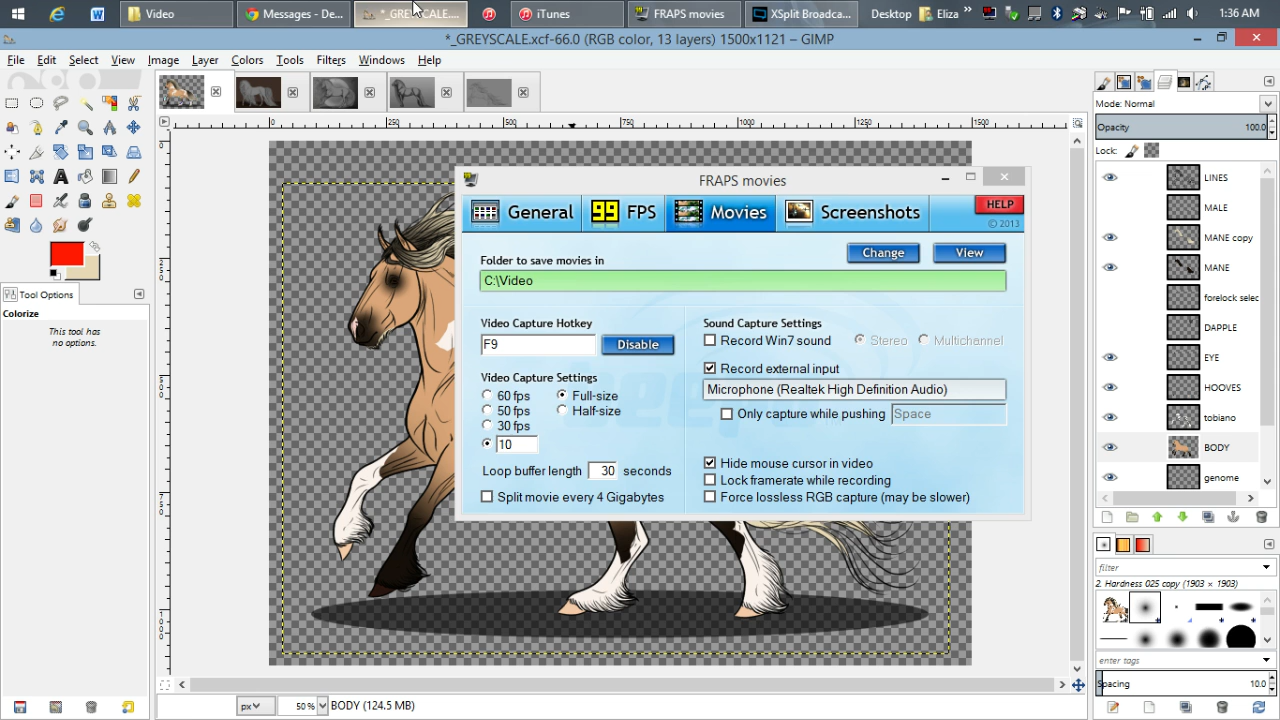 Video
Messages - De...
*_GREYSCALE....
iTunes
FRAPS movies
XSplit Broadca...
Desktop
Eliza
1:36 AM
*_GREYSCALE.xcf-66.0 (RGB color, 13 layers) 1500x1121 – GIMP
File Edit Select View Image Layer Colors Tools Filters Windows Help
Mode: Normal
Opacity 100.0
Lock:
0 250 500 750 1000 1250 1500
LINES
MALE
MANE copy
MANE
forelock selec
DAPPLE
EYE
HOOVES
tobiano
BODY
genome
Tool Options
Colorize
This tool has
no options.
FRAPS movies
General
99 FPS
Movies
Screenshots
HELP
© 2013
Folder to save movies in
Change
View
C:\Video
Video Capture Hotkey
F9
Disable
Video Capture Settings
60 fps
Full-size
50 fps
Half-size
30 fps
10
Loop buffer length 30 seconds
Split movie every 4 Gigabytes
Sound Capture Settings
Record Win7 sound
Stereo
Multichannel
Record external input
Microphone (Realtek High Definition Audio)
Only capture while pushing
Space
Hide mouse cursor in video
Lock framerate while recording
Force lossless RGB capture (may be slower)
filter
2. Hardness 025 copy (1903 × 1903)
enter tags
Spacing 10.0
px
50 %
BODY (124.5 MB)